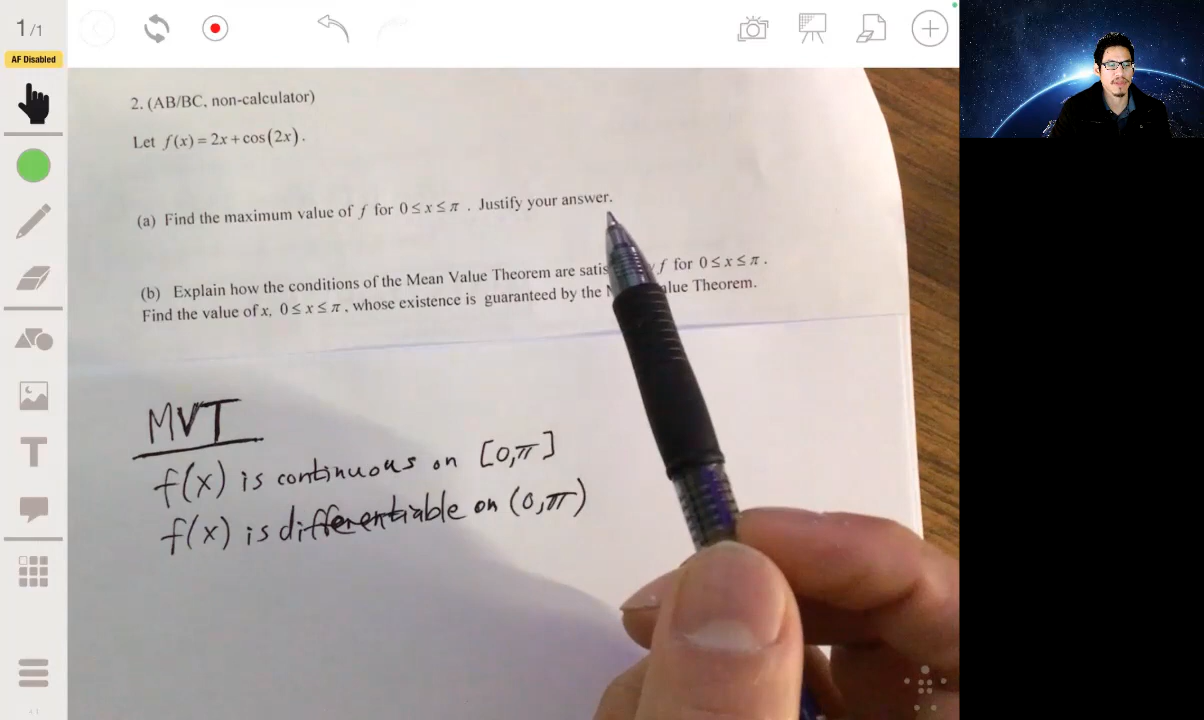 1/1
AF Disabled
2. (AB/BC, non-calculator)
Let f(x) = 2x + cos(2x).
(a) Find the maximum value of f for 0 ≤ x ≤ π . Justify your answer.
(b) Explain how the conditions of the Mean Value Theorem are f for 0 ≤ x ≤ π .
Find the value of x, 0 ≤ x ≤ π , whose existence is guaranteed by the Theorem.
MVT
f(x) is continuous on [0,π]
f(x) is differentiable on (0,π)
T